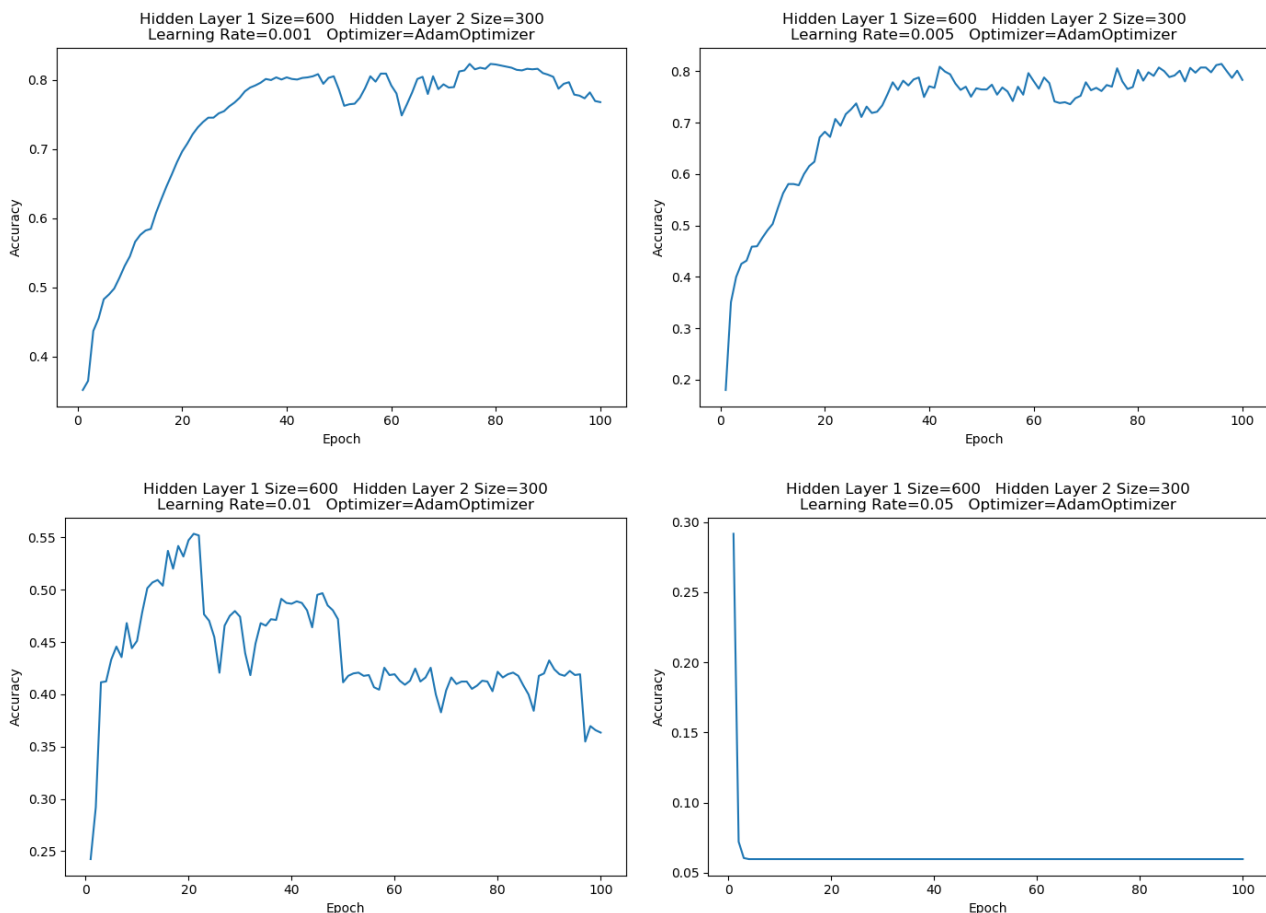 Hidden Layer 1 Size=600   Hidden Layer 2 Size=300
Learning Rate=0.001   Optimizer=AdamOptimizer
0.8
0.7
0.6
0.5
0.4
Accuracy
0 20 40 60 80 100
Epoch
Hidden Layer 1 Size=600   Hidden Layer 2 Size=300
Learning Rate=0.005   Optimizer=AdamOptimizer
0.8
0.7
0.6
0.5
0.4
0.3
0.2
Accuracy
0 20 40 60 80 100
Epoch
Hidden Layer 1 Size=600   Hidden Layer 2 Size=300
Learning Rate=0.01   Optimizer=AdamOptimizer
0.55
0.50
0.45
0.40
0.35
0.30
0.25
Accuracy
0 20 40 60 80 100
Epoch
Hidden Layer 1 Size=600   Hidden Layer 2 Size=300
Learning Rate=0.05   Optimizer=AdamOptimizer
0.30
0.25
0.20
0.15
0.10
0.05
Accuracy
0 20 40 60 80 100
Epoch